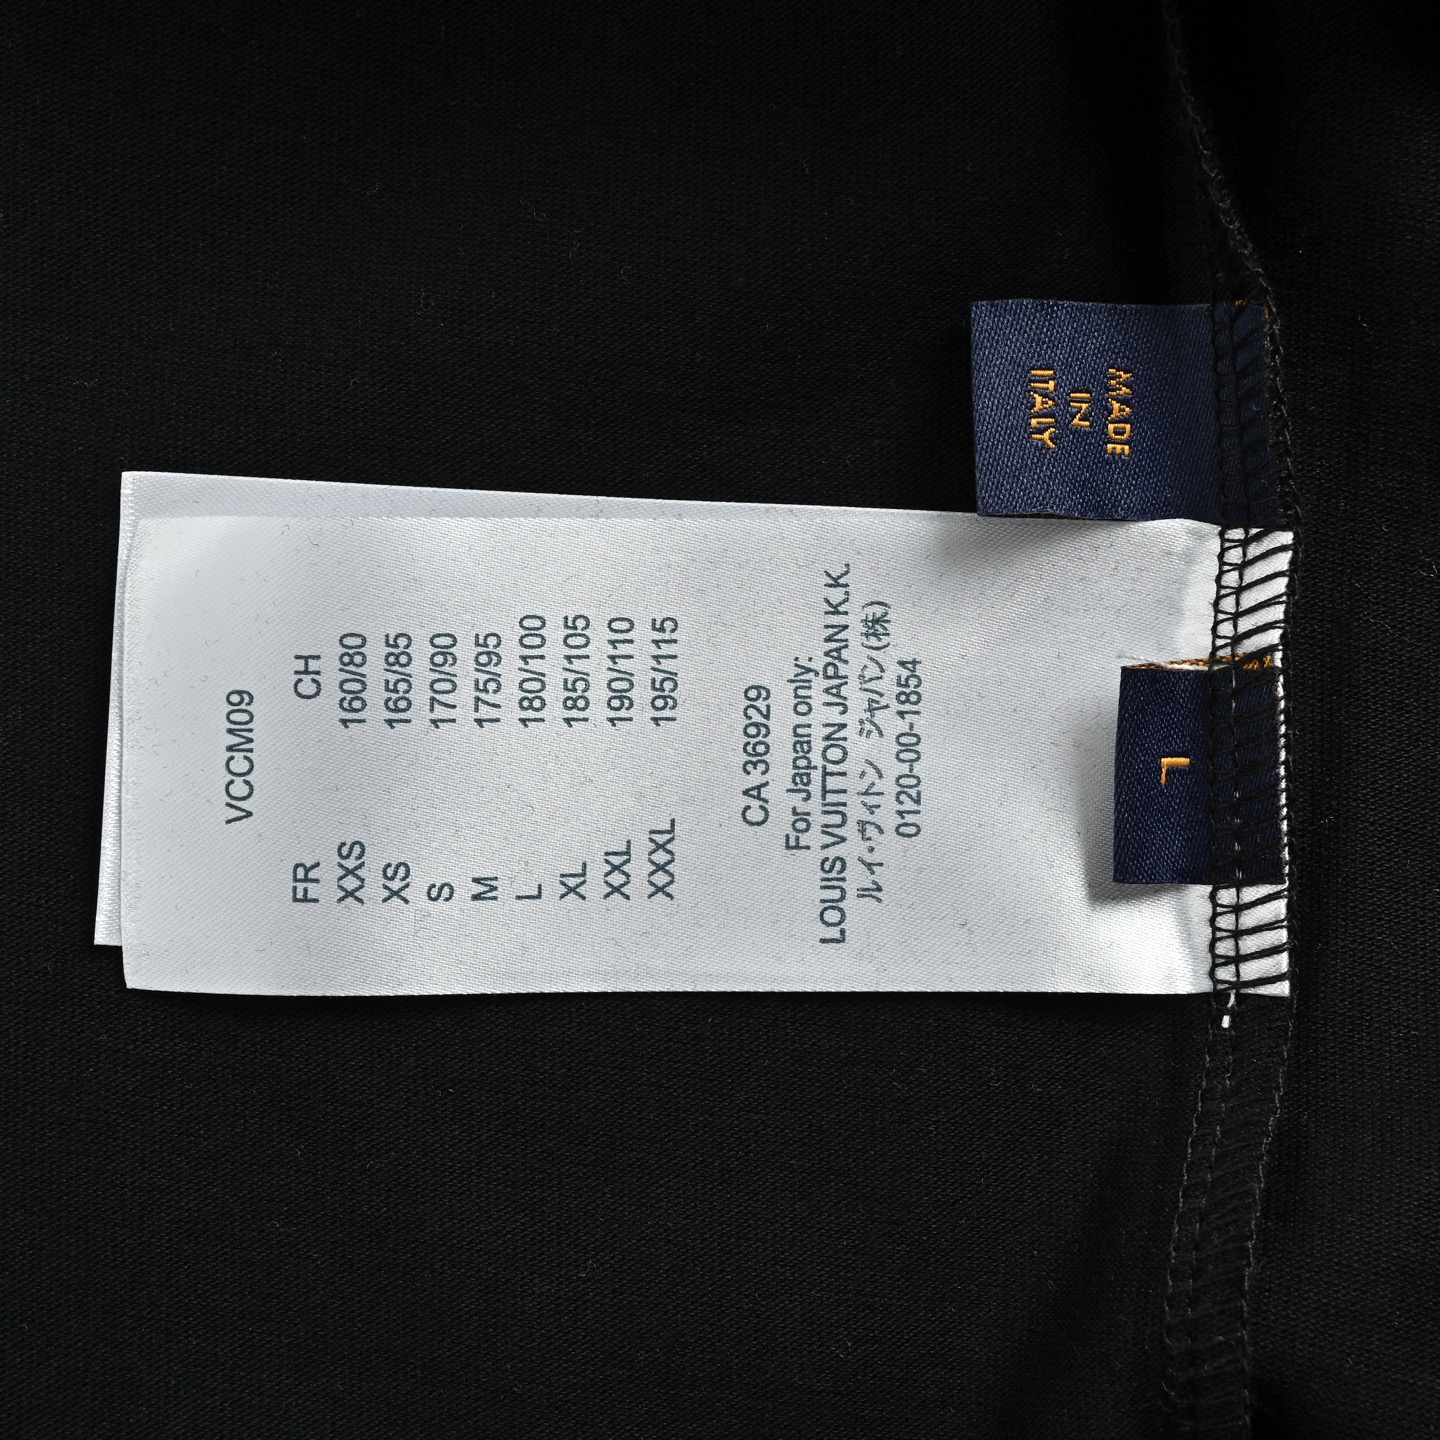 VCCM09
FR CH
XXS 160/80
XS 165/85
S 170/90
M 175/95
L 180/100
XL 185/105
XXL 190/110
XXXL 195/115
CA 36929
For Japan only:
LOUIS VUITTON JAPAN K.K.
ルイ・ヴィトン ジャパン(株)
0120-00-1854
MADE
IN
ITALY
L